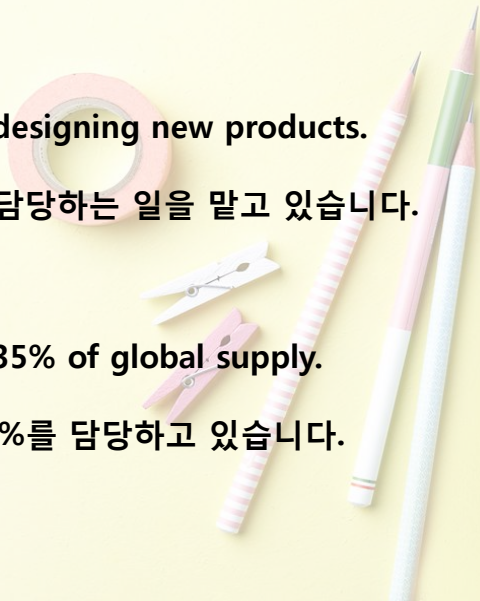 designing new products.
담당하는 일을 맡고 있습니다.
35% of global supply.
%를 담당하고 있습니다.